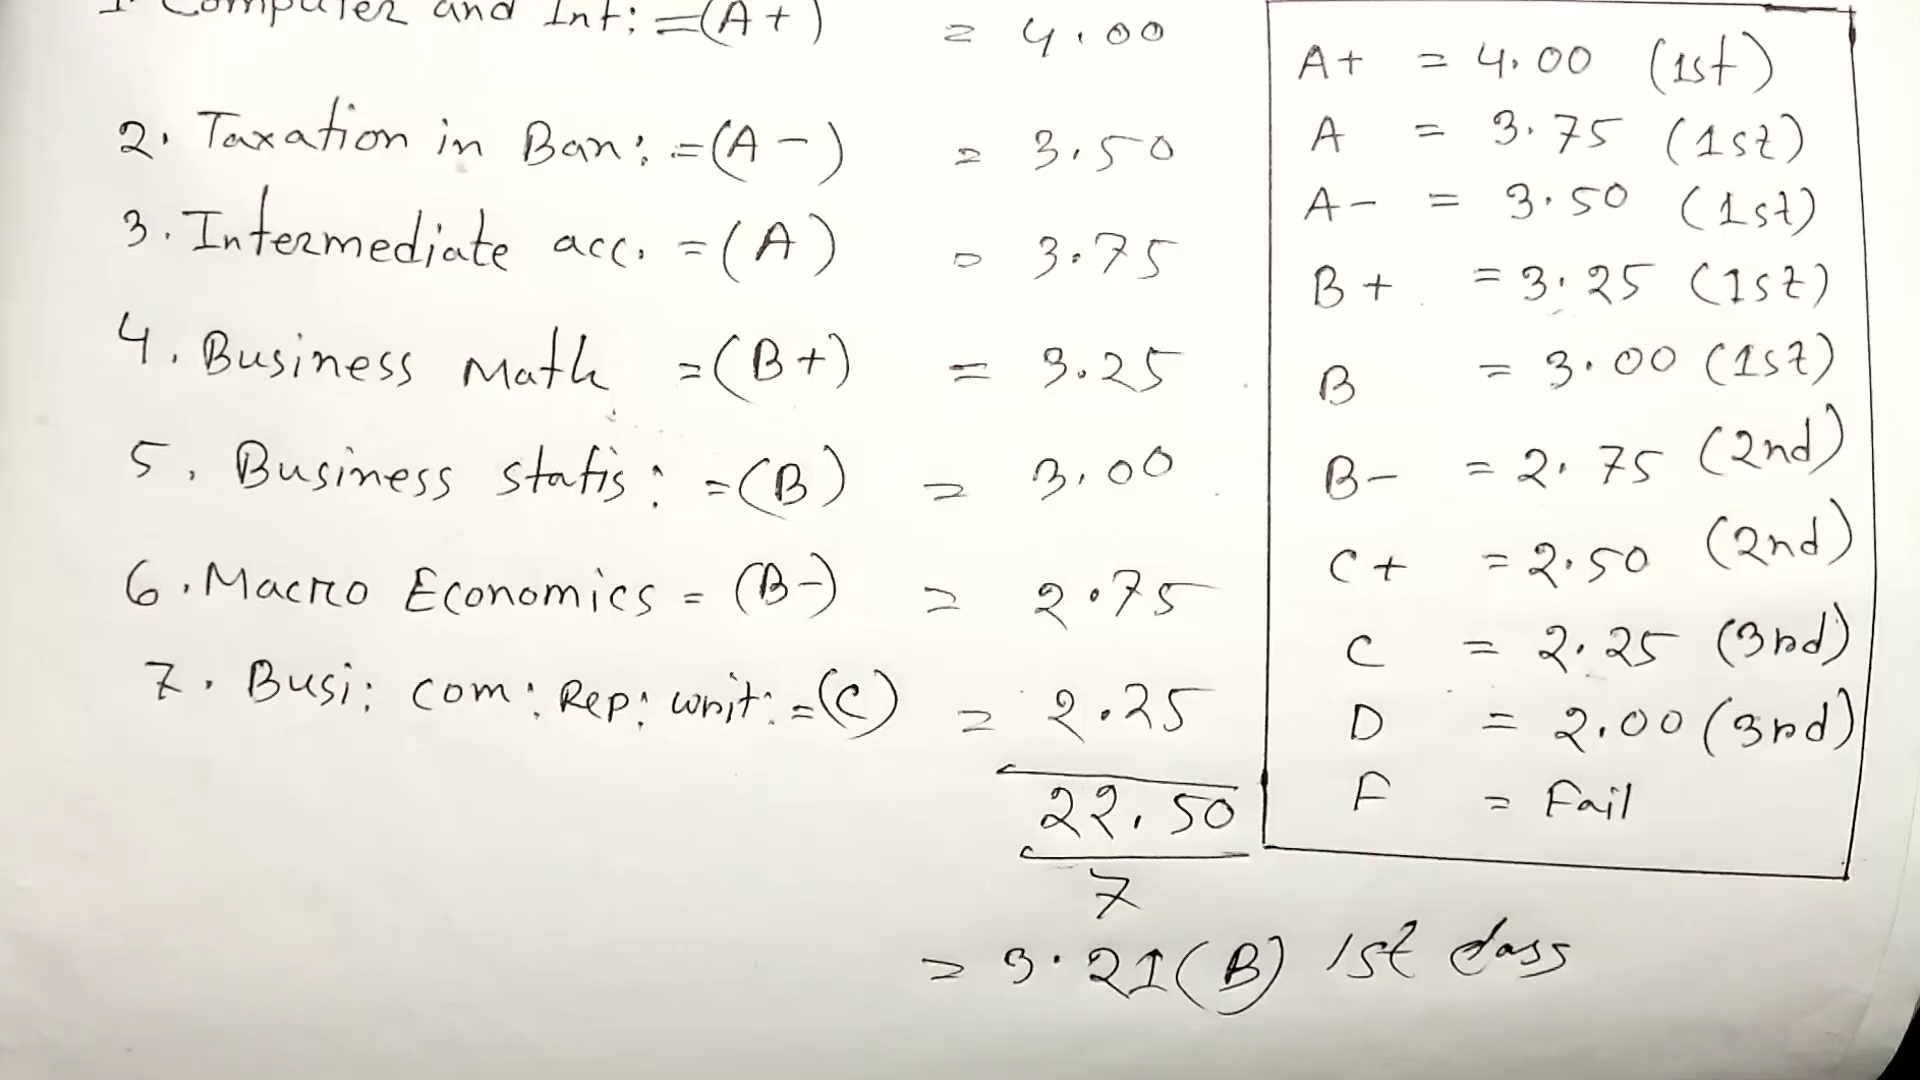 1 Computer and Int: =(A+) = 4.00
2. Taxation in Ban: =(A-) = 3.50
3. Intermediate acc. =(A) = 3.75
4. Business Math =(B+) = 3.25
5. Business statis: =(B) = 3.00
6. Macro Economics = (B-) = 2.75
7. Busi: com: Rep: writ: =(C) = 2.25
22.50
7
= 3.21(B) 1st class
A+ = 4.00 (1st)
A = 3.75 (1st)
A- = 3.50 (1st)
B+ = 3.25 (1st)
B = 3.00 (1st)
B- = 2.75 (2nd)
C+ = 2.50 (2nd)
C = 2.25 (3rd)
D = 2.00 (3rd)
F = Fail